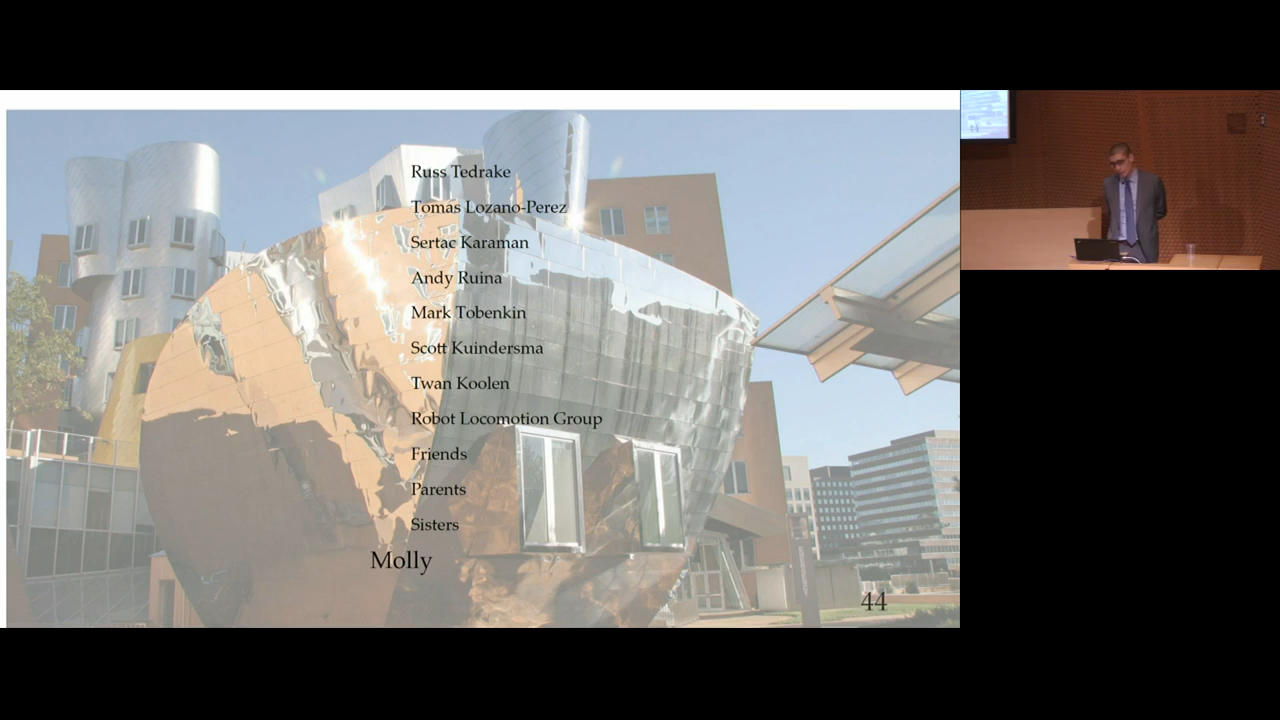 Russ Tedrake
Tomas Lozano-Perez
Sertac Karaman
Andy Ruina
Mark Tobenkin
Scott Kuindersma
Twan Koolen
Robot Locomotion Group
Friends
Parents
Sisters
Molly
44